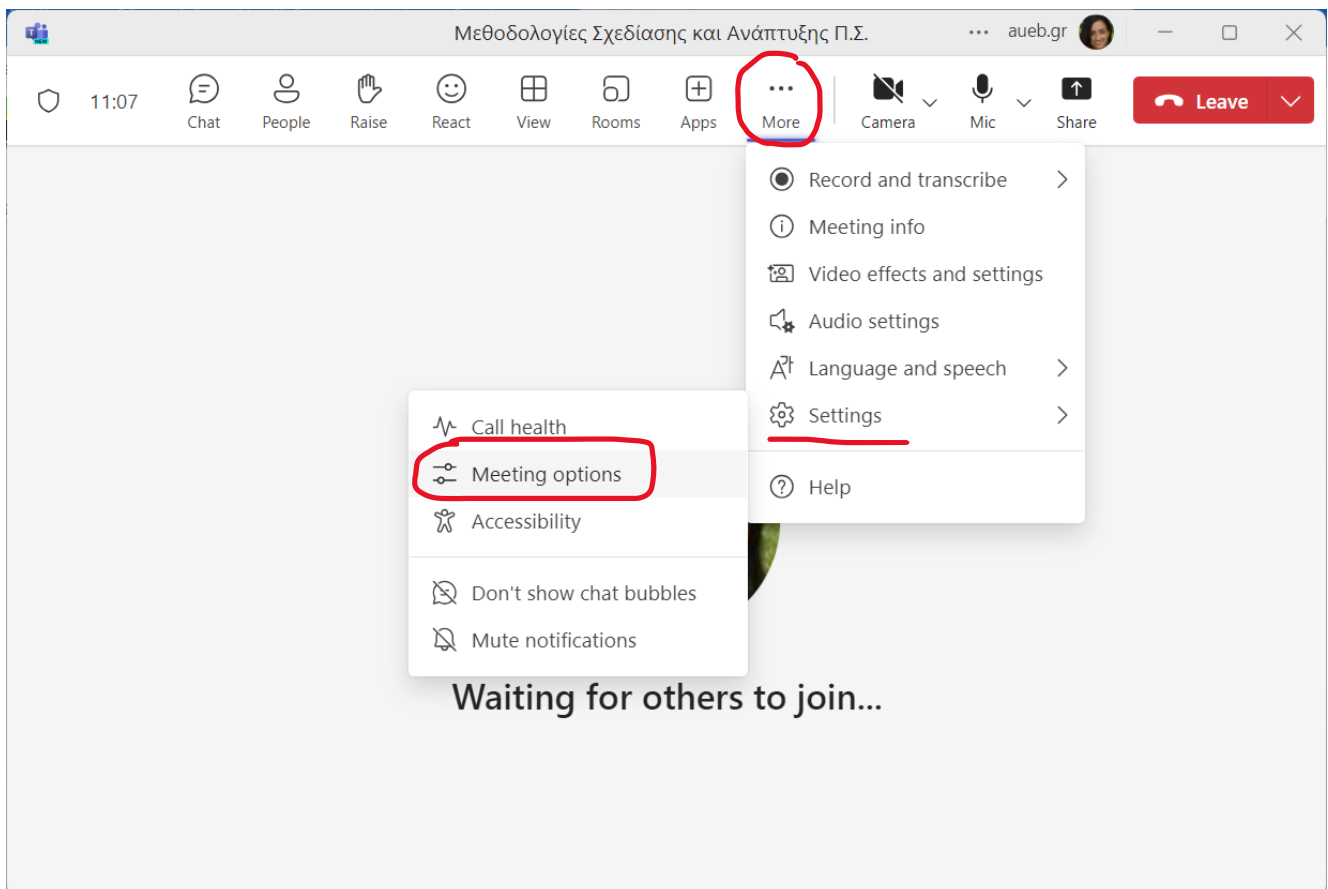 Μεθοδολογίες Σχεδίασης και Ανάπτυξης Π.Σ.
... aueb.gr
NEW
11:07
Chat
People
Raise
React
View
Rooms
Apps
More
Camera
Mic
Share
Leave
Record and transcribe
Meeting info
Video effects and settings
Audio settings
Language and speech
Settings
Help
Call health
Meeting options
Accessibility
Don't show chat bubbles
Mute notifications
Waiting for others to join...